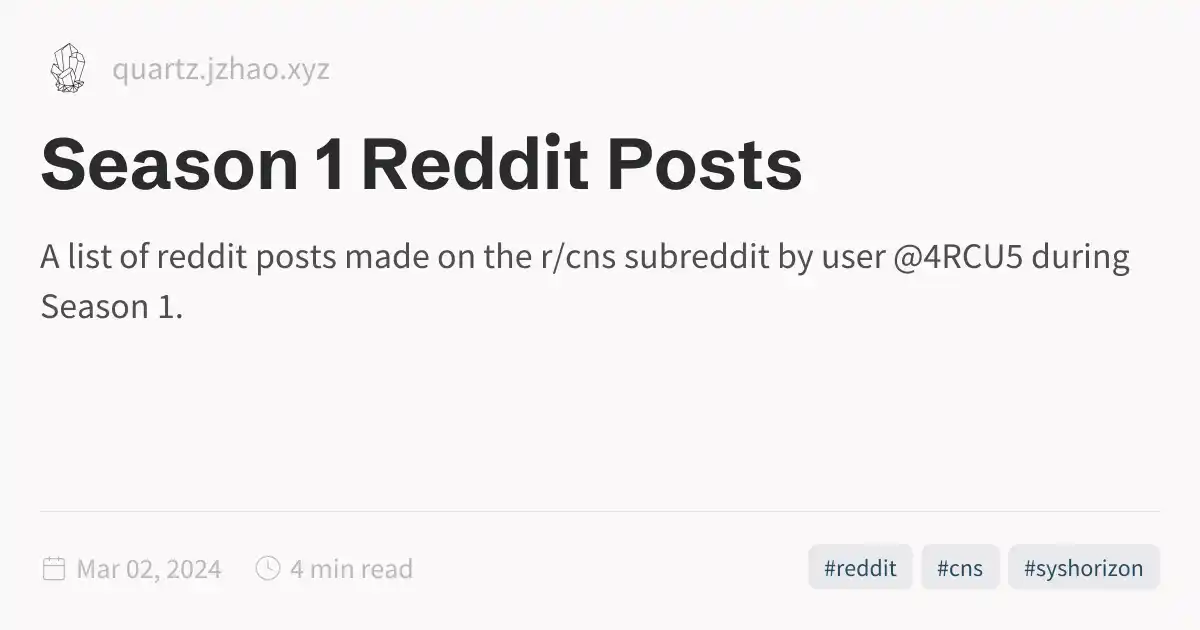 quartz.jzhao.xyz
Season 1 Reddit Posts
A list of reddit posts made on the r/cns subreddit by user @4RCU5 during
Season 1.
Mar 02, 2024 4 min read #reddit #cns #syshorizon